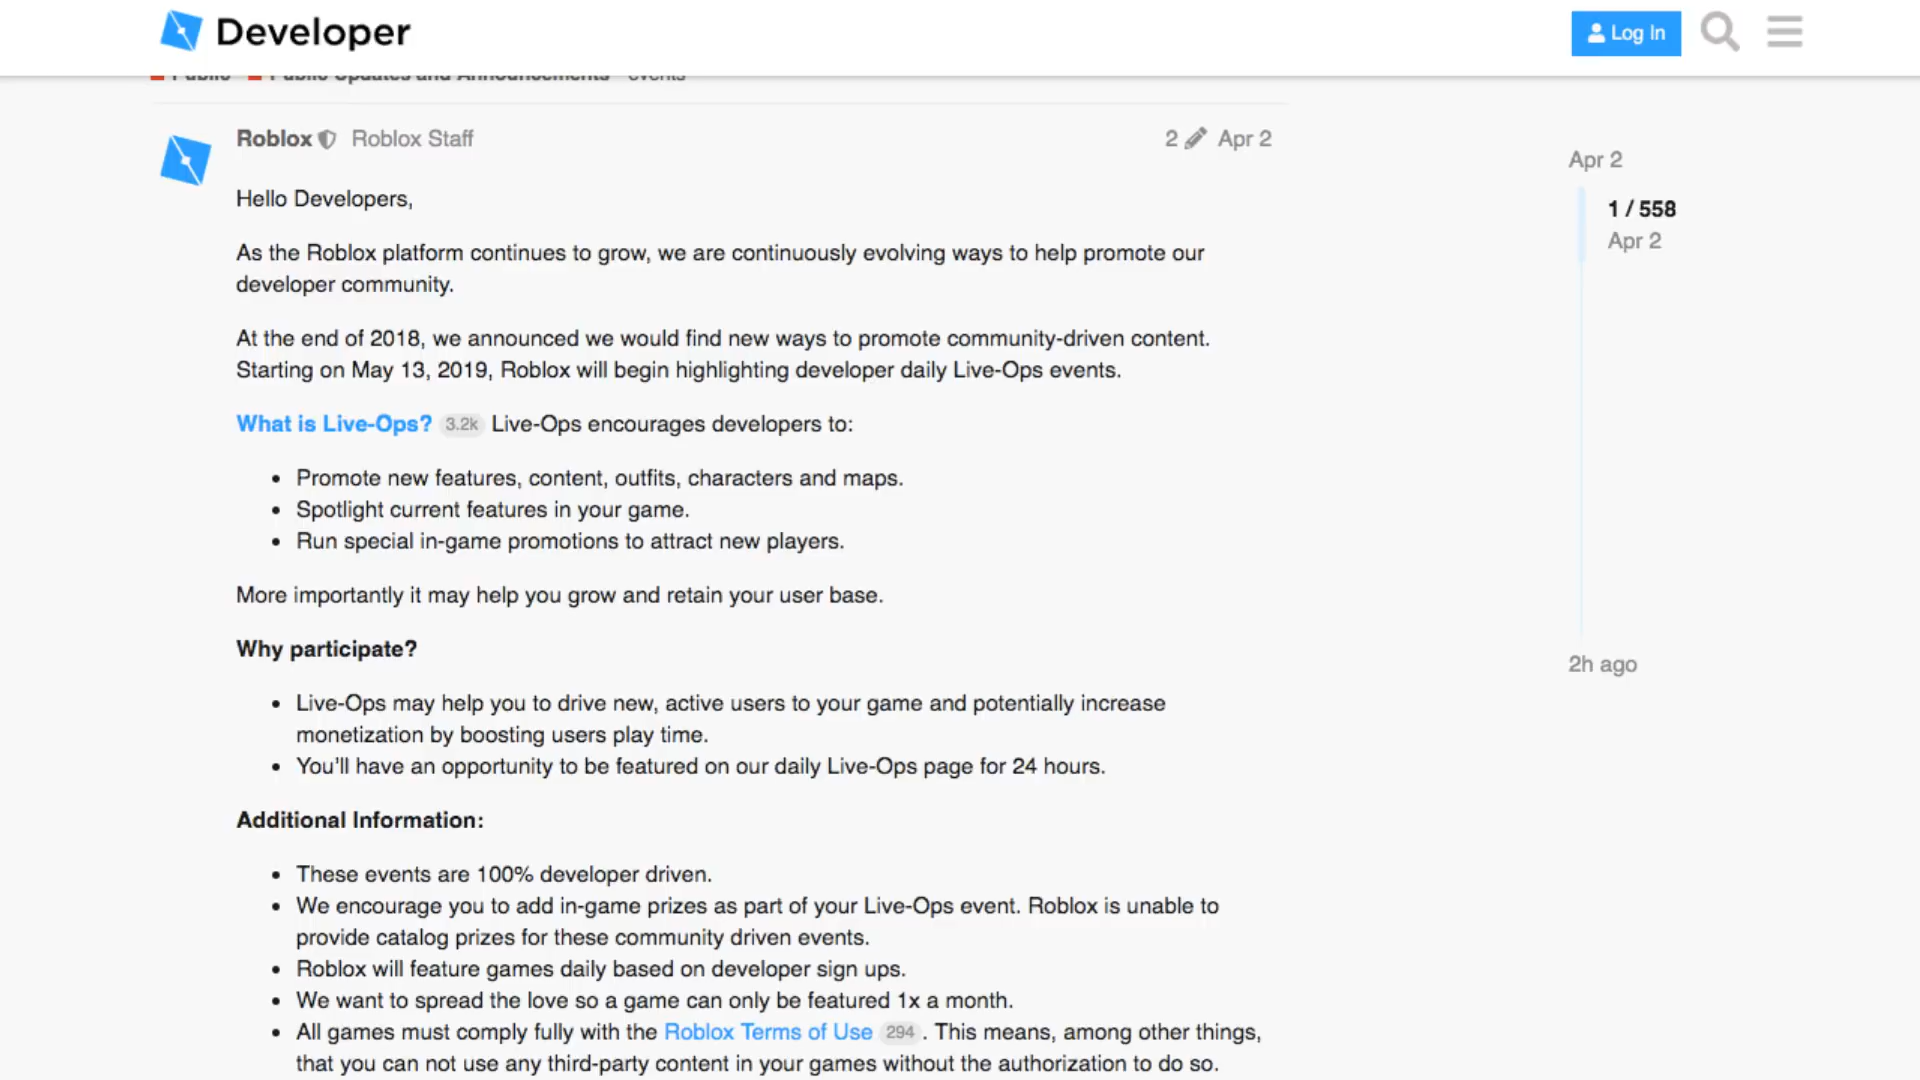 Developer
Log In
Public Public Updates and Announcements events
Roblox Roblox Staff 2 Apr 2
Hello Developers,
As the Roblox platform continues to grow, we are continuously evolving ways to help promote our
developer community.
At the end of 2018, we announced we would find new ways to promote community-driven content.
Starting on May 13, 2019, Roblox will begin highlighting developer daily Live-Ops events.
What is Live-Ops? 3.2k Live-Ops encourages developers to:
• Promote new features, content, outfits, characters and maps.
• Spotlight current features in your game.
• Run special in-game promotions to attract new players.
More importantly it may help you grow and retain your user base.
Why participate?
• Live-Ops may help you to drive new, active users to your game and potentially increase
monetization by boosting users play time.
• You'll have an opportunity to be featured on our daily Live-Ops page for 24 hours.
Additional Information:
• These events are 100% developer driven.
• We encourage you to add in-game prizes as part of your Live-Ops event. Roblox is unable to
provide catalog prizes for these community driven events.
• Roblox will feature games daily based on developer sign ups.
• We want to spread the love so a game can only be featured 1x a month.
• All games must comply fully with the Roblox Terms of Use 294 . This means, among other things,
that you can not use any third-party content in your games without the authorization to do so.
Apr 2
1 / 558
Apr 2
2h ago